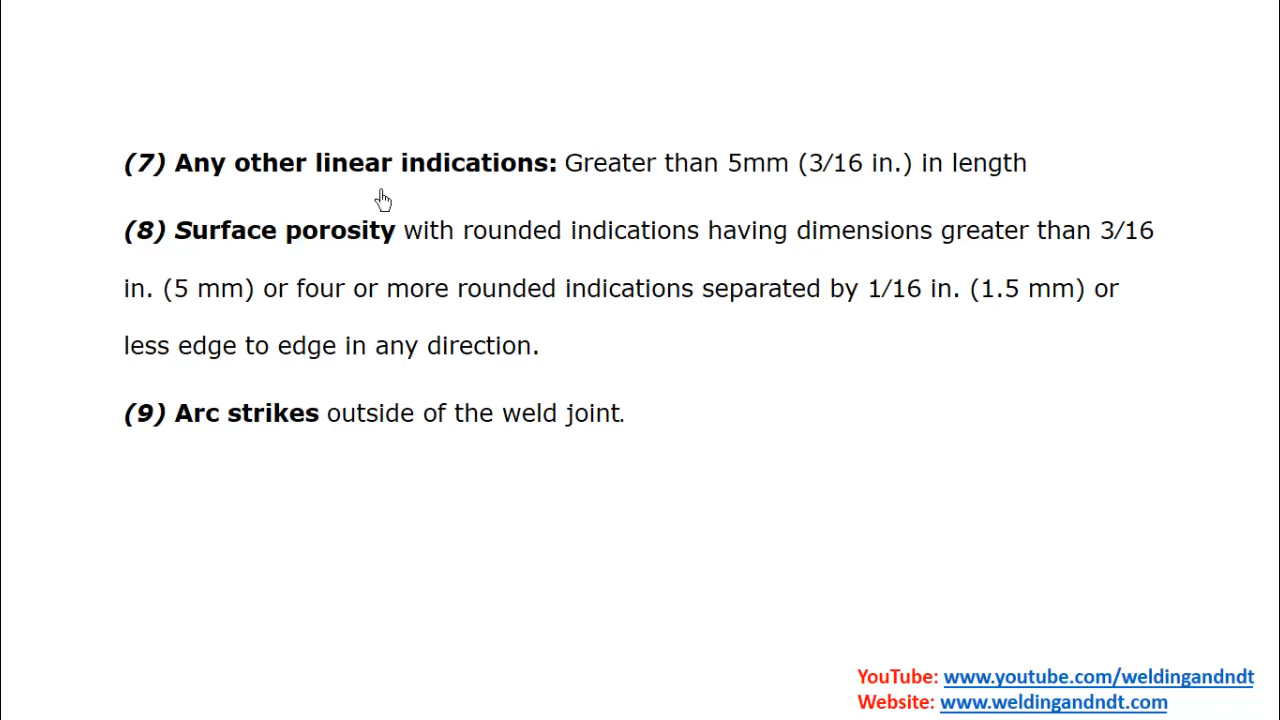 (7) Any other linear indications: Greater than 5mm (3/16 in.) in length
(8) Surface porosity with rounded indications having dimensions greater than 3/16
in. (5 mm) or four or more rounded indications separated by 1/16 in. (1.5 mm) or
less edge to edge in any direction.
(9) Arc strikes outside of the weld joint.
YouTube: www.youtube.com/weldingandndt
Website: www.weldingandndt.com